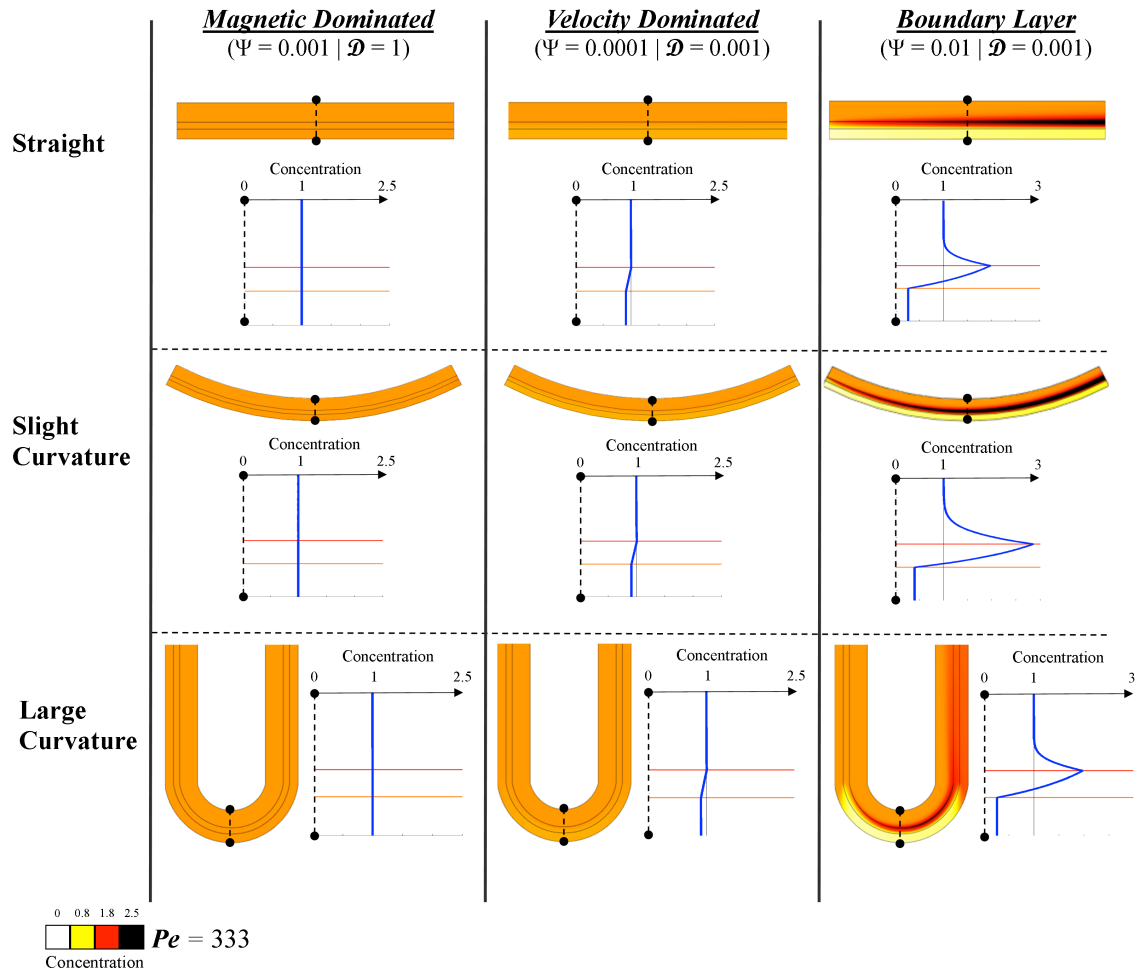 Magnetic Dominated
(Ψ = 0.001 | 𝓓 = 1)
Velocity Dominated
(Ψ = 0.0001 | 𝓓 = 0.001)
Boundary Layer
(Ψ = 0.01 | 𝓓 = 0.001)
Straight
Concentration
0 1 2.5
Concentration
0 1 2.5
Concentration
0 1 3
Slight
Curvature
Concentration
0 1 2.5
Concentration
0 1 2.5
Concentration
0 1 3
Large
Curvature
Concentration
0 1 2.5
Concentration
0 1 2.5
Concentration
0 1 3
0 0.8 1.8 2.5
Pe = 333
Concentration